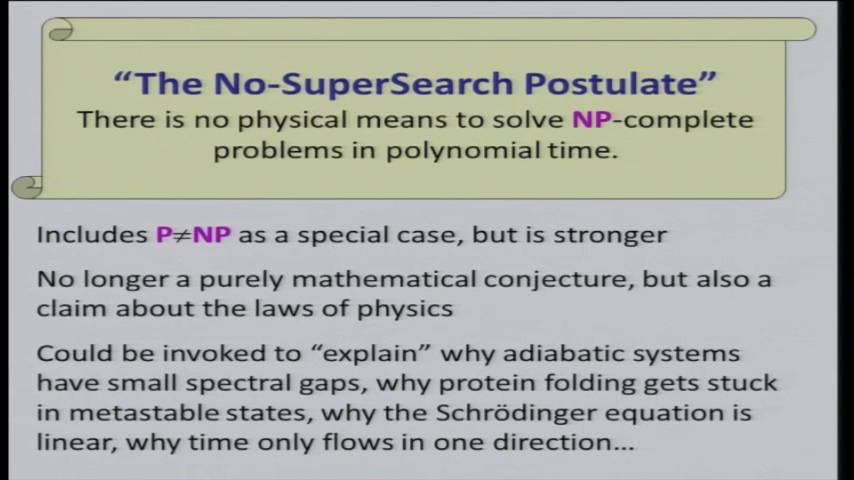 “The No-SuperSearch Postulate”
There is no physical means to solve NP-complete
problems in polynomial time.
Includes P≠NP as a special case, but is stronger
No longer a purely mathematical conjecture, but also a
claim about the laws of physics
Could be invoked to “explain” why adiabatic systems
have small spectral gaps, why protein folding gets stuck
in metastable states, why the Schrödinger equation is
linear, why time only flows in one direction…